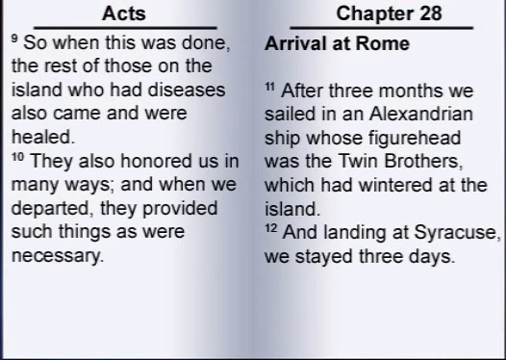 Acts
⁹ So when this was done,
the rest of those on the
island who had diseases
also came and were
healed.
¹⁰ They also honored us in
many ways; and when we
departed, they provided
such things as were
necessary.
Chapter 28
Arrival at Rome
¹¹ After three months we
sailed in an Alexandrian
ship whose figurehead
was the Twin Brothers,
which had wintered at the
island.
¹² And landing at Syracuse,
we stayed three days.